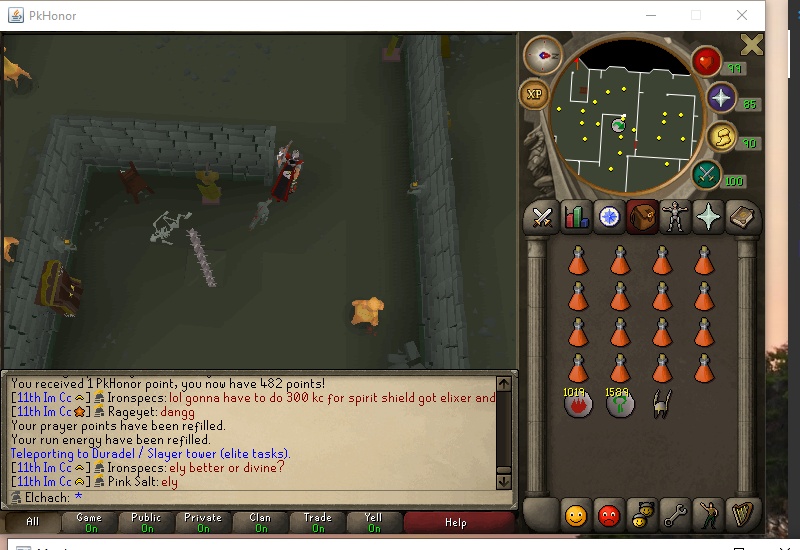 PkHonor
99
XP
85
90
100
1019
1589
You received 1 PkHonor point, you now have 482 points!
[11th Im Cc] Ironspecs: lol gonna have to do 300 kc for spirit shield got elixer and
[11th Im Cc] Rageyet: dangg
Your prayer points have been refilled.
Your run energy have been refilled.
Teleporting to Duradel / Slayer tower (elite tasks).
[11th Im Cc] Ironspecs: ely better or divine?
[11th Im Cc] Pink Salt: ely
Elchach: *
All
Game On
Public On
Private On
Clan On
Trade On
Yell On
Help